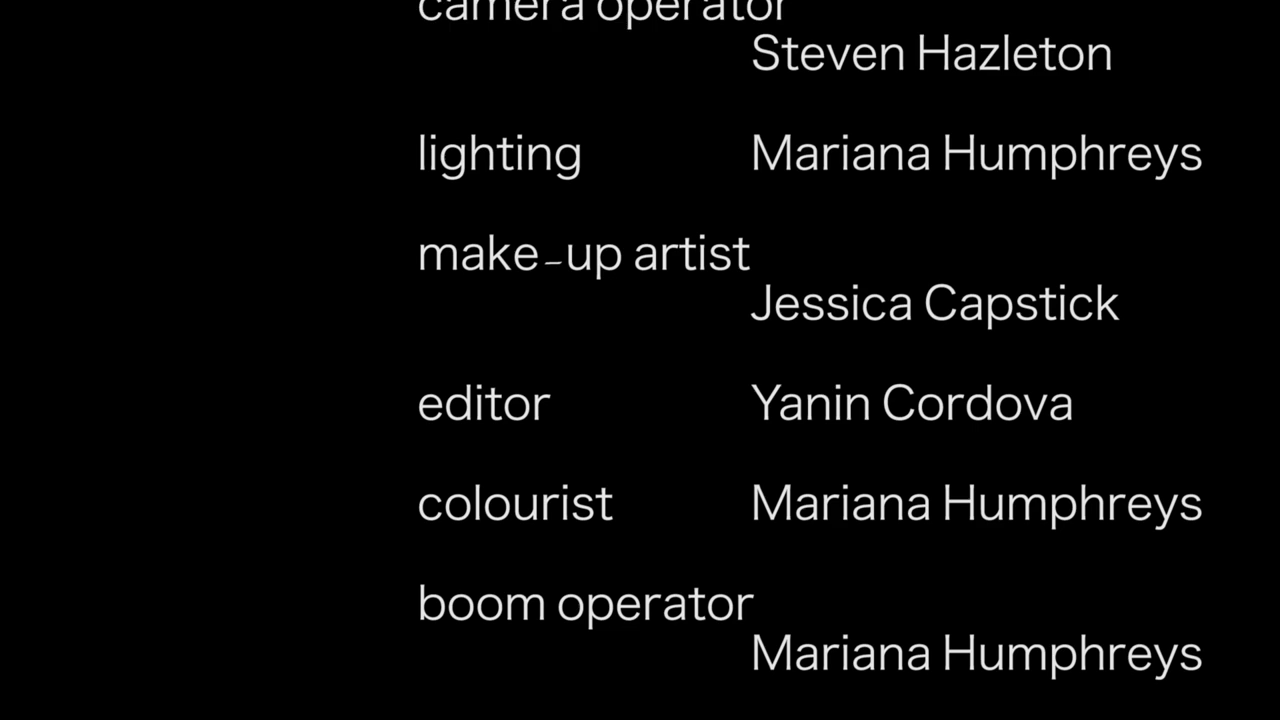 camera operator
Steven Hazleton
lighting Mariana Humphreys
make-up artist
Jessica Capstick
editor Yanin Cordova
colourist Mariana Humphreys
boom operator
Mariana Humphreys